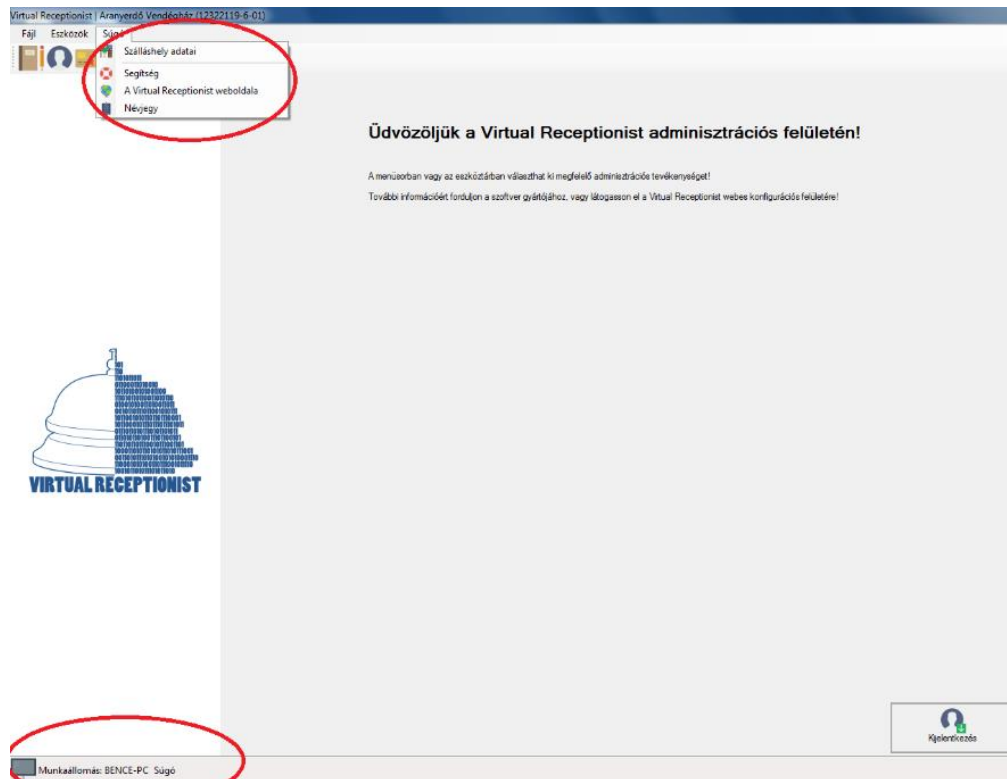 Virtual Receptionist | Aranyerdő Vendégház (12322119-6-01)
Fájl Eszközök Súgó
Szálláshely adatai
Segítség
A Virtual Receptionist weboldala
Névjegy
Üdvözöljük a Virtual Receptionist adminisztrációs felületén!
A menüsorban vagy az eszköztárban választhat ki megfelelő adminisztrációs tevékenységet!
További információért forduljon a szoftver gyártójához, vagy látogasson el a Virtual Receptionist webes konfigurációs felületére!
VIRTUAL RECEPTIONIST
Kijelentkezés
Munkaállomás: BENCE-PC Súgó